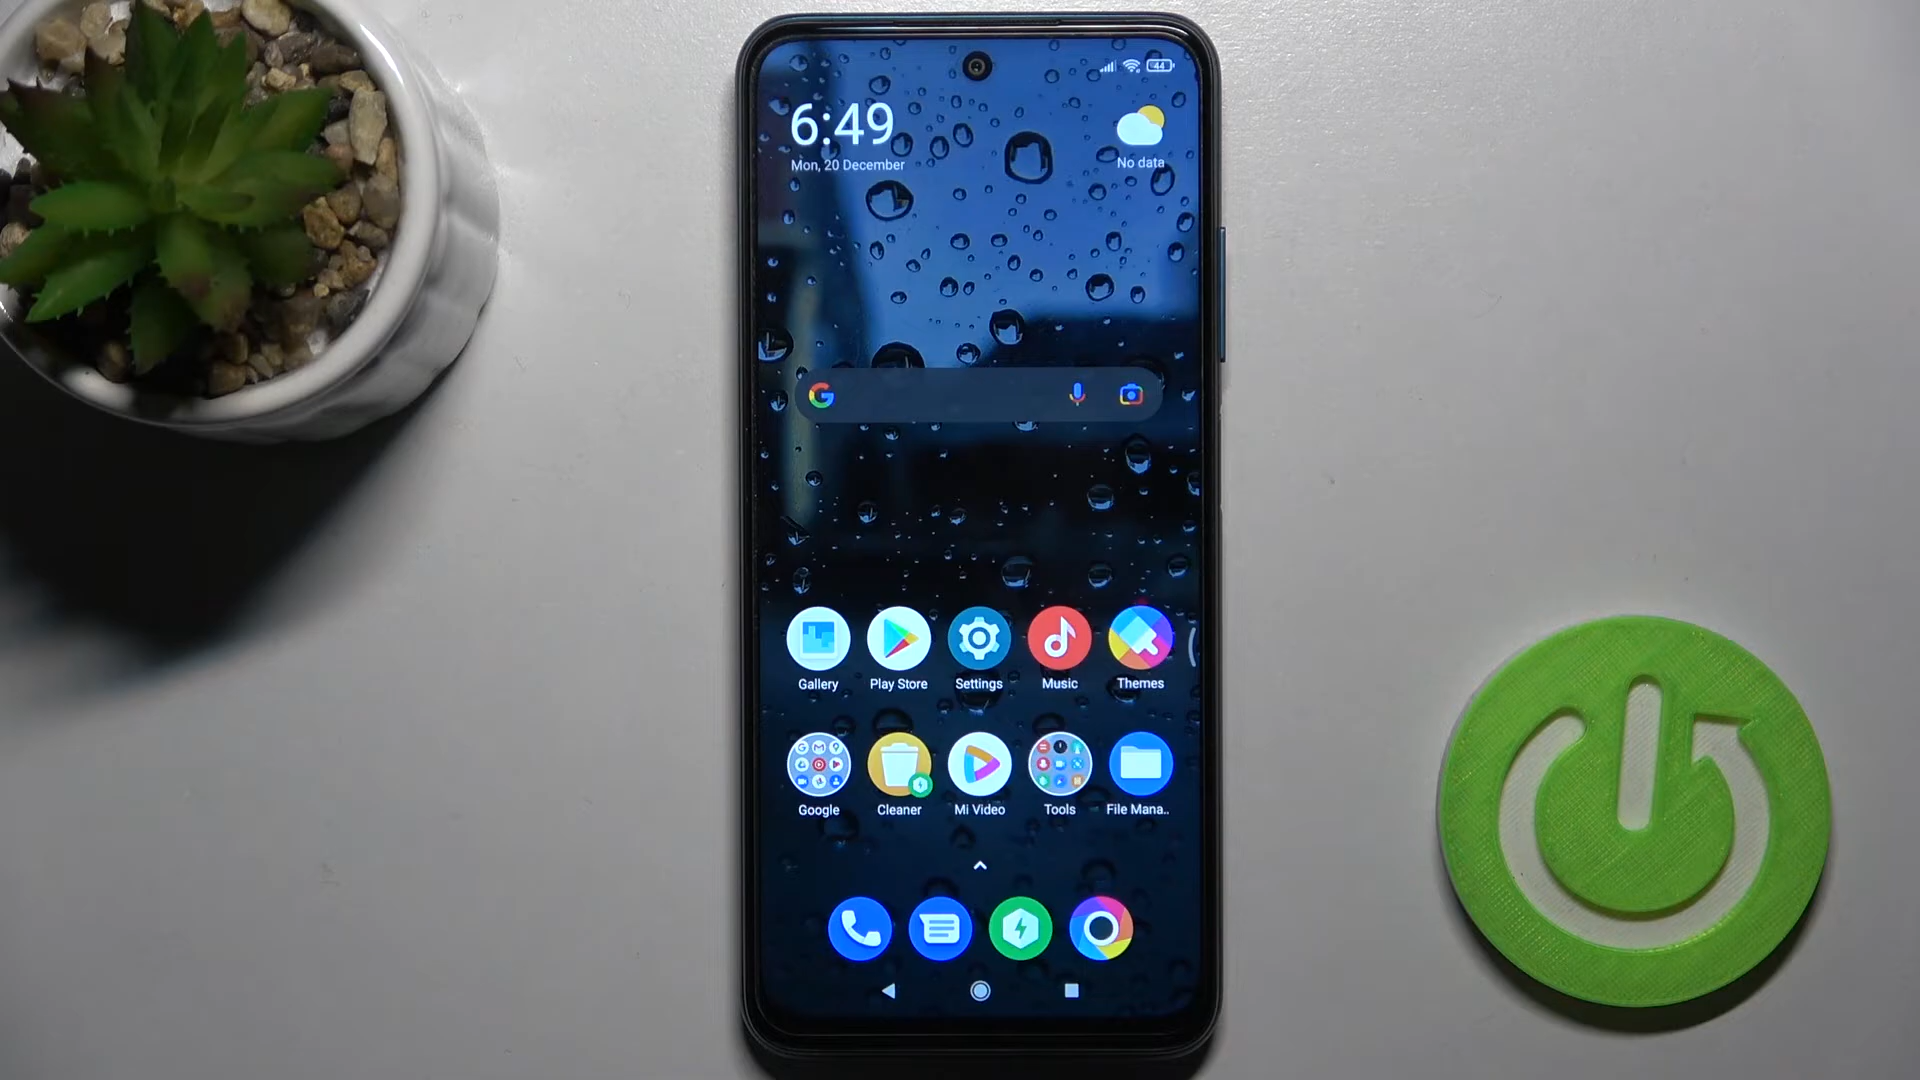 44
6:49
Mon, 20 December
No data
Gallery
Play Store
Settings
Music
Themes
Google
Cleaner
Mi Video
Tools
File Mana..